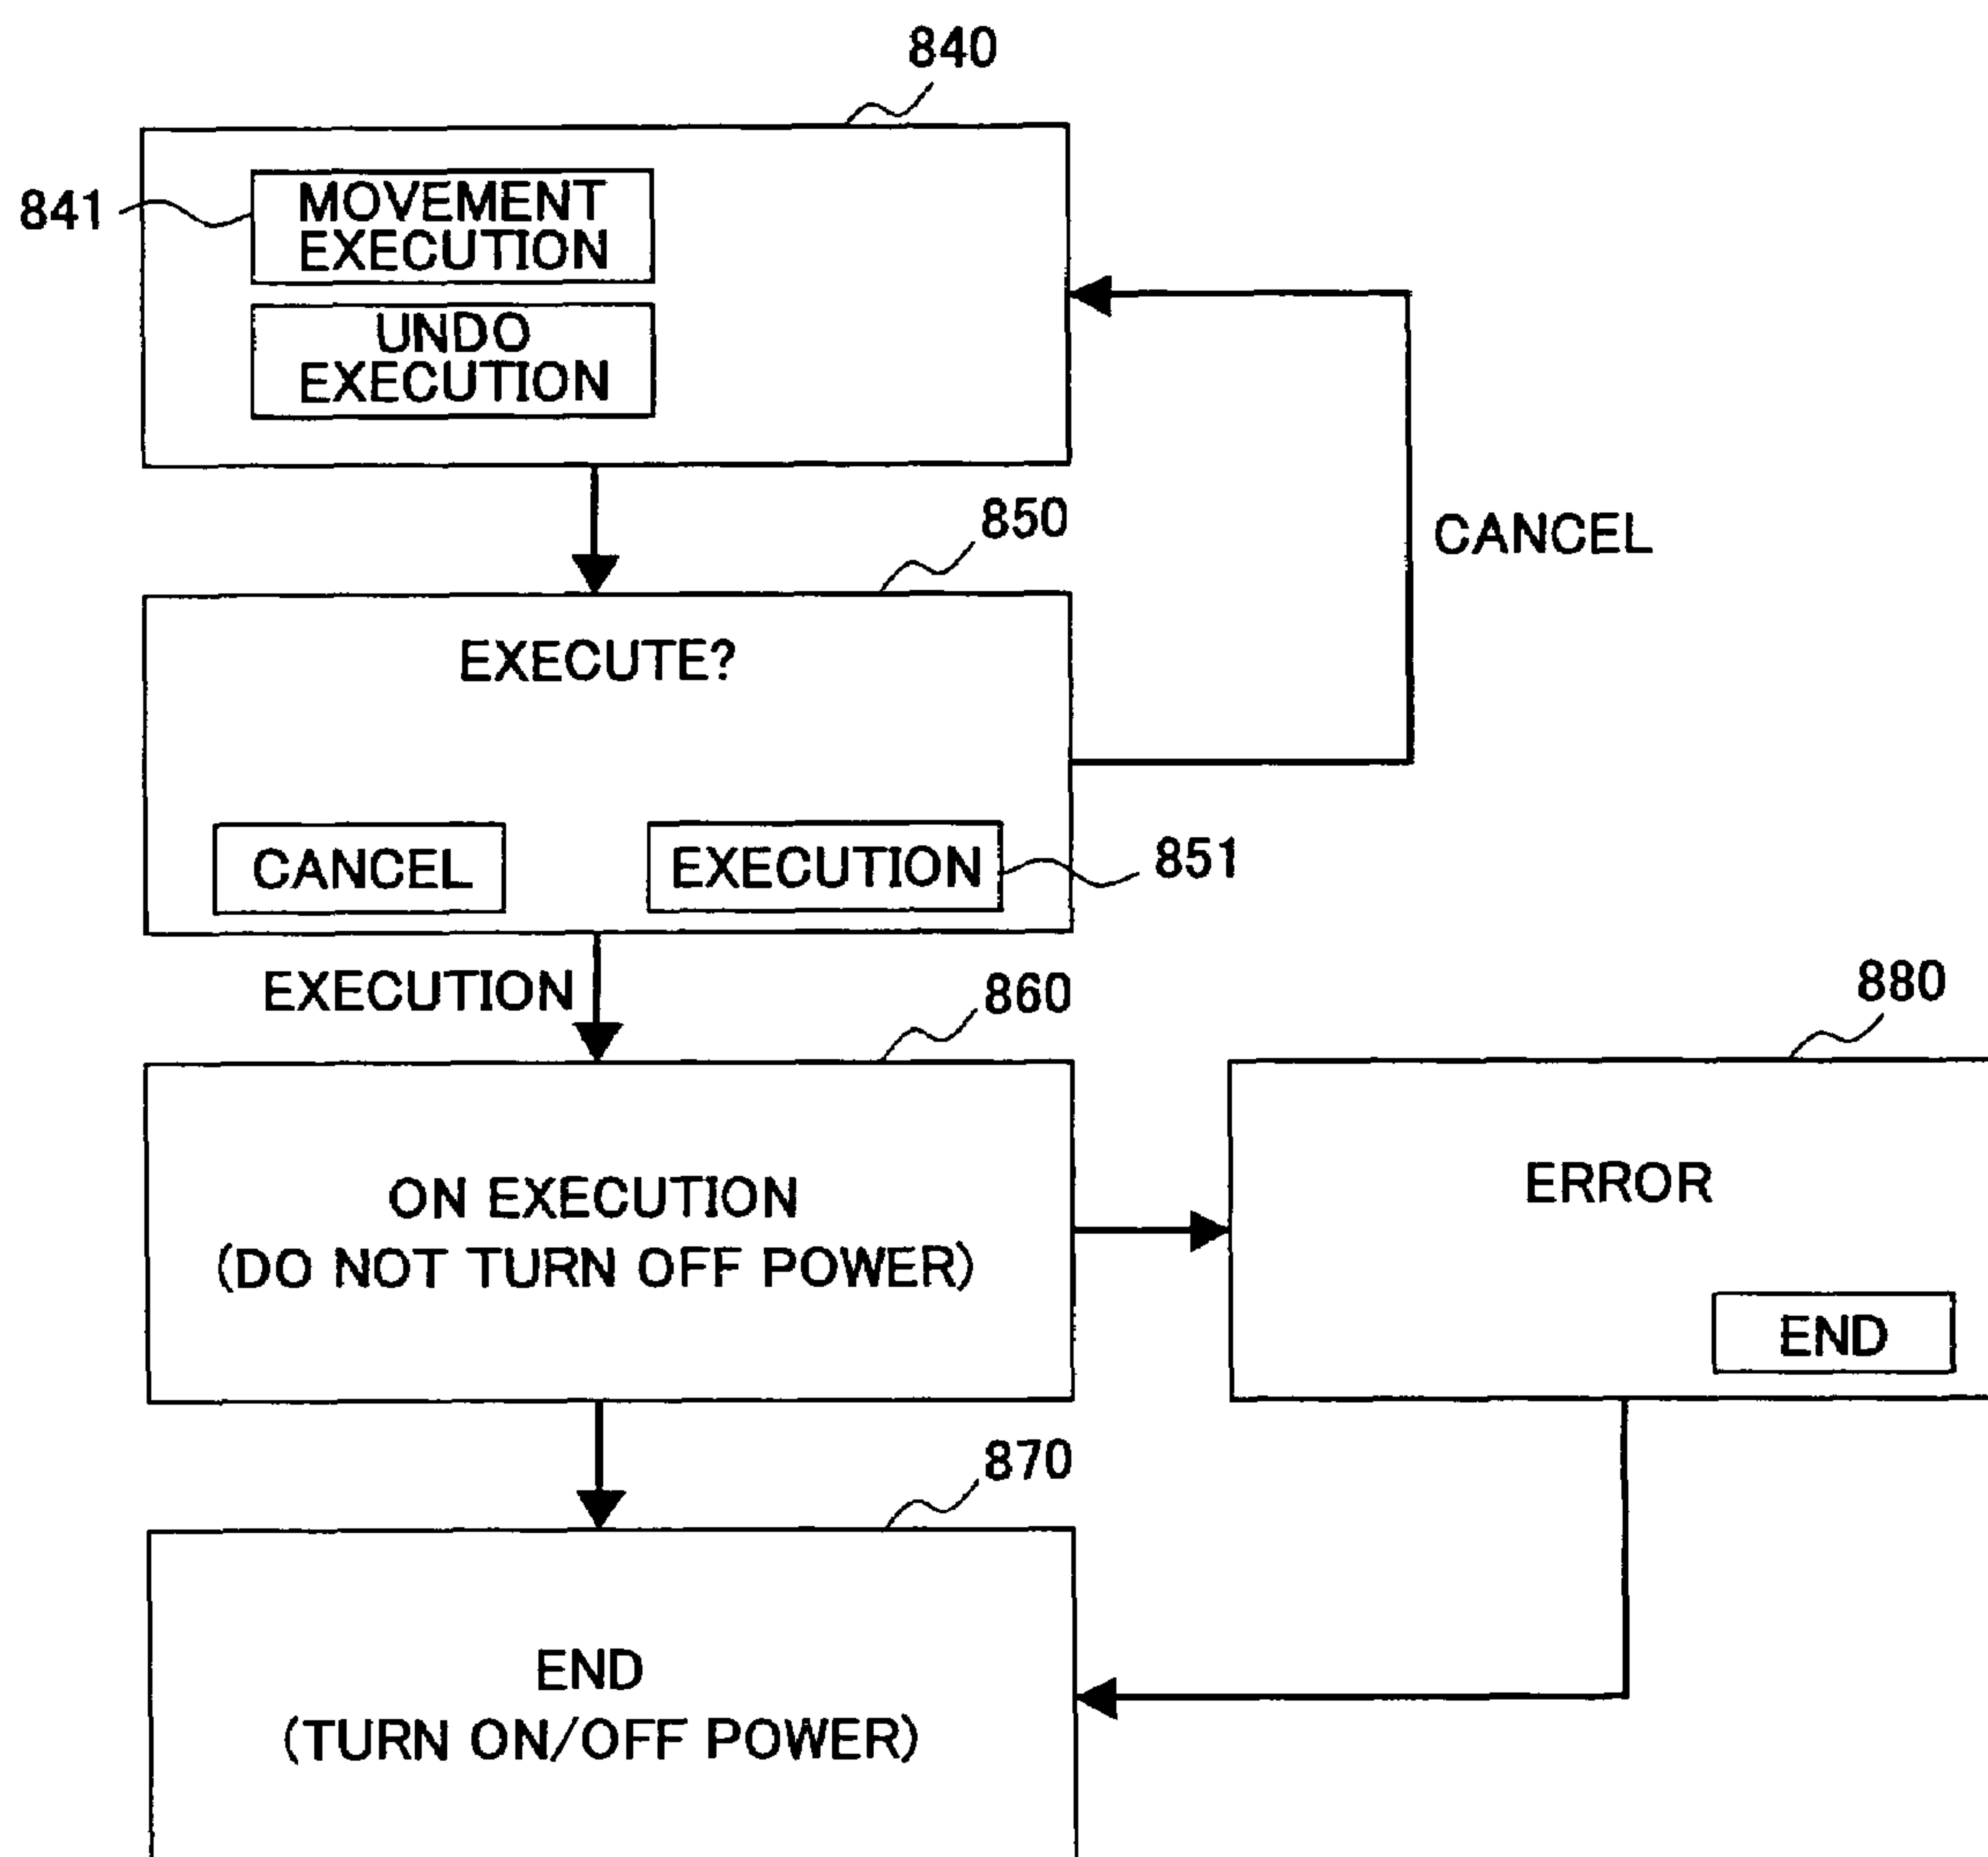 840
841
MOVEMENT
EXECUTION
UNDO
EXECUTION
850
CANCEL
EXECUTE?
CANCEL
EXECUTION
851
EXECUTION
860
880
ON EXECUTION
(DO NOT TURN OFF POWER)
ERROR
END
870
END
(TURN ON/OFF POWER)